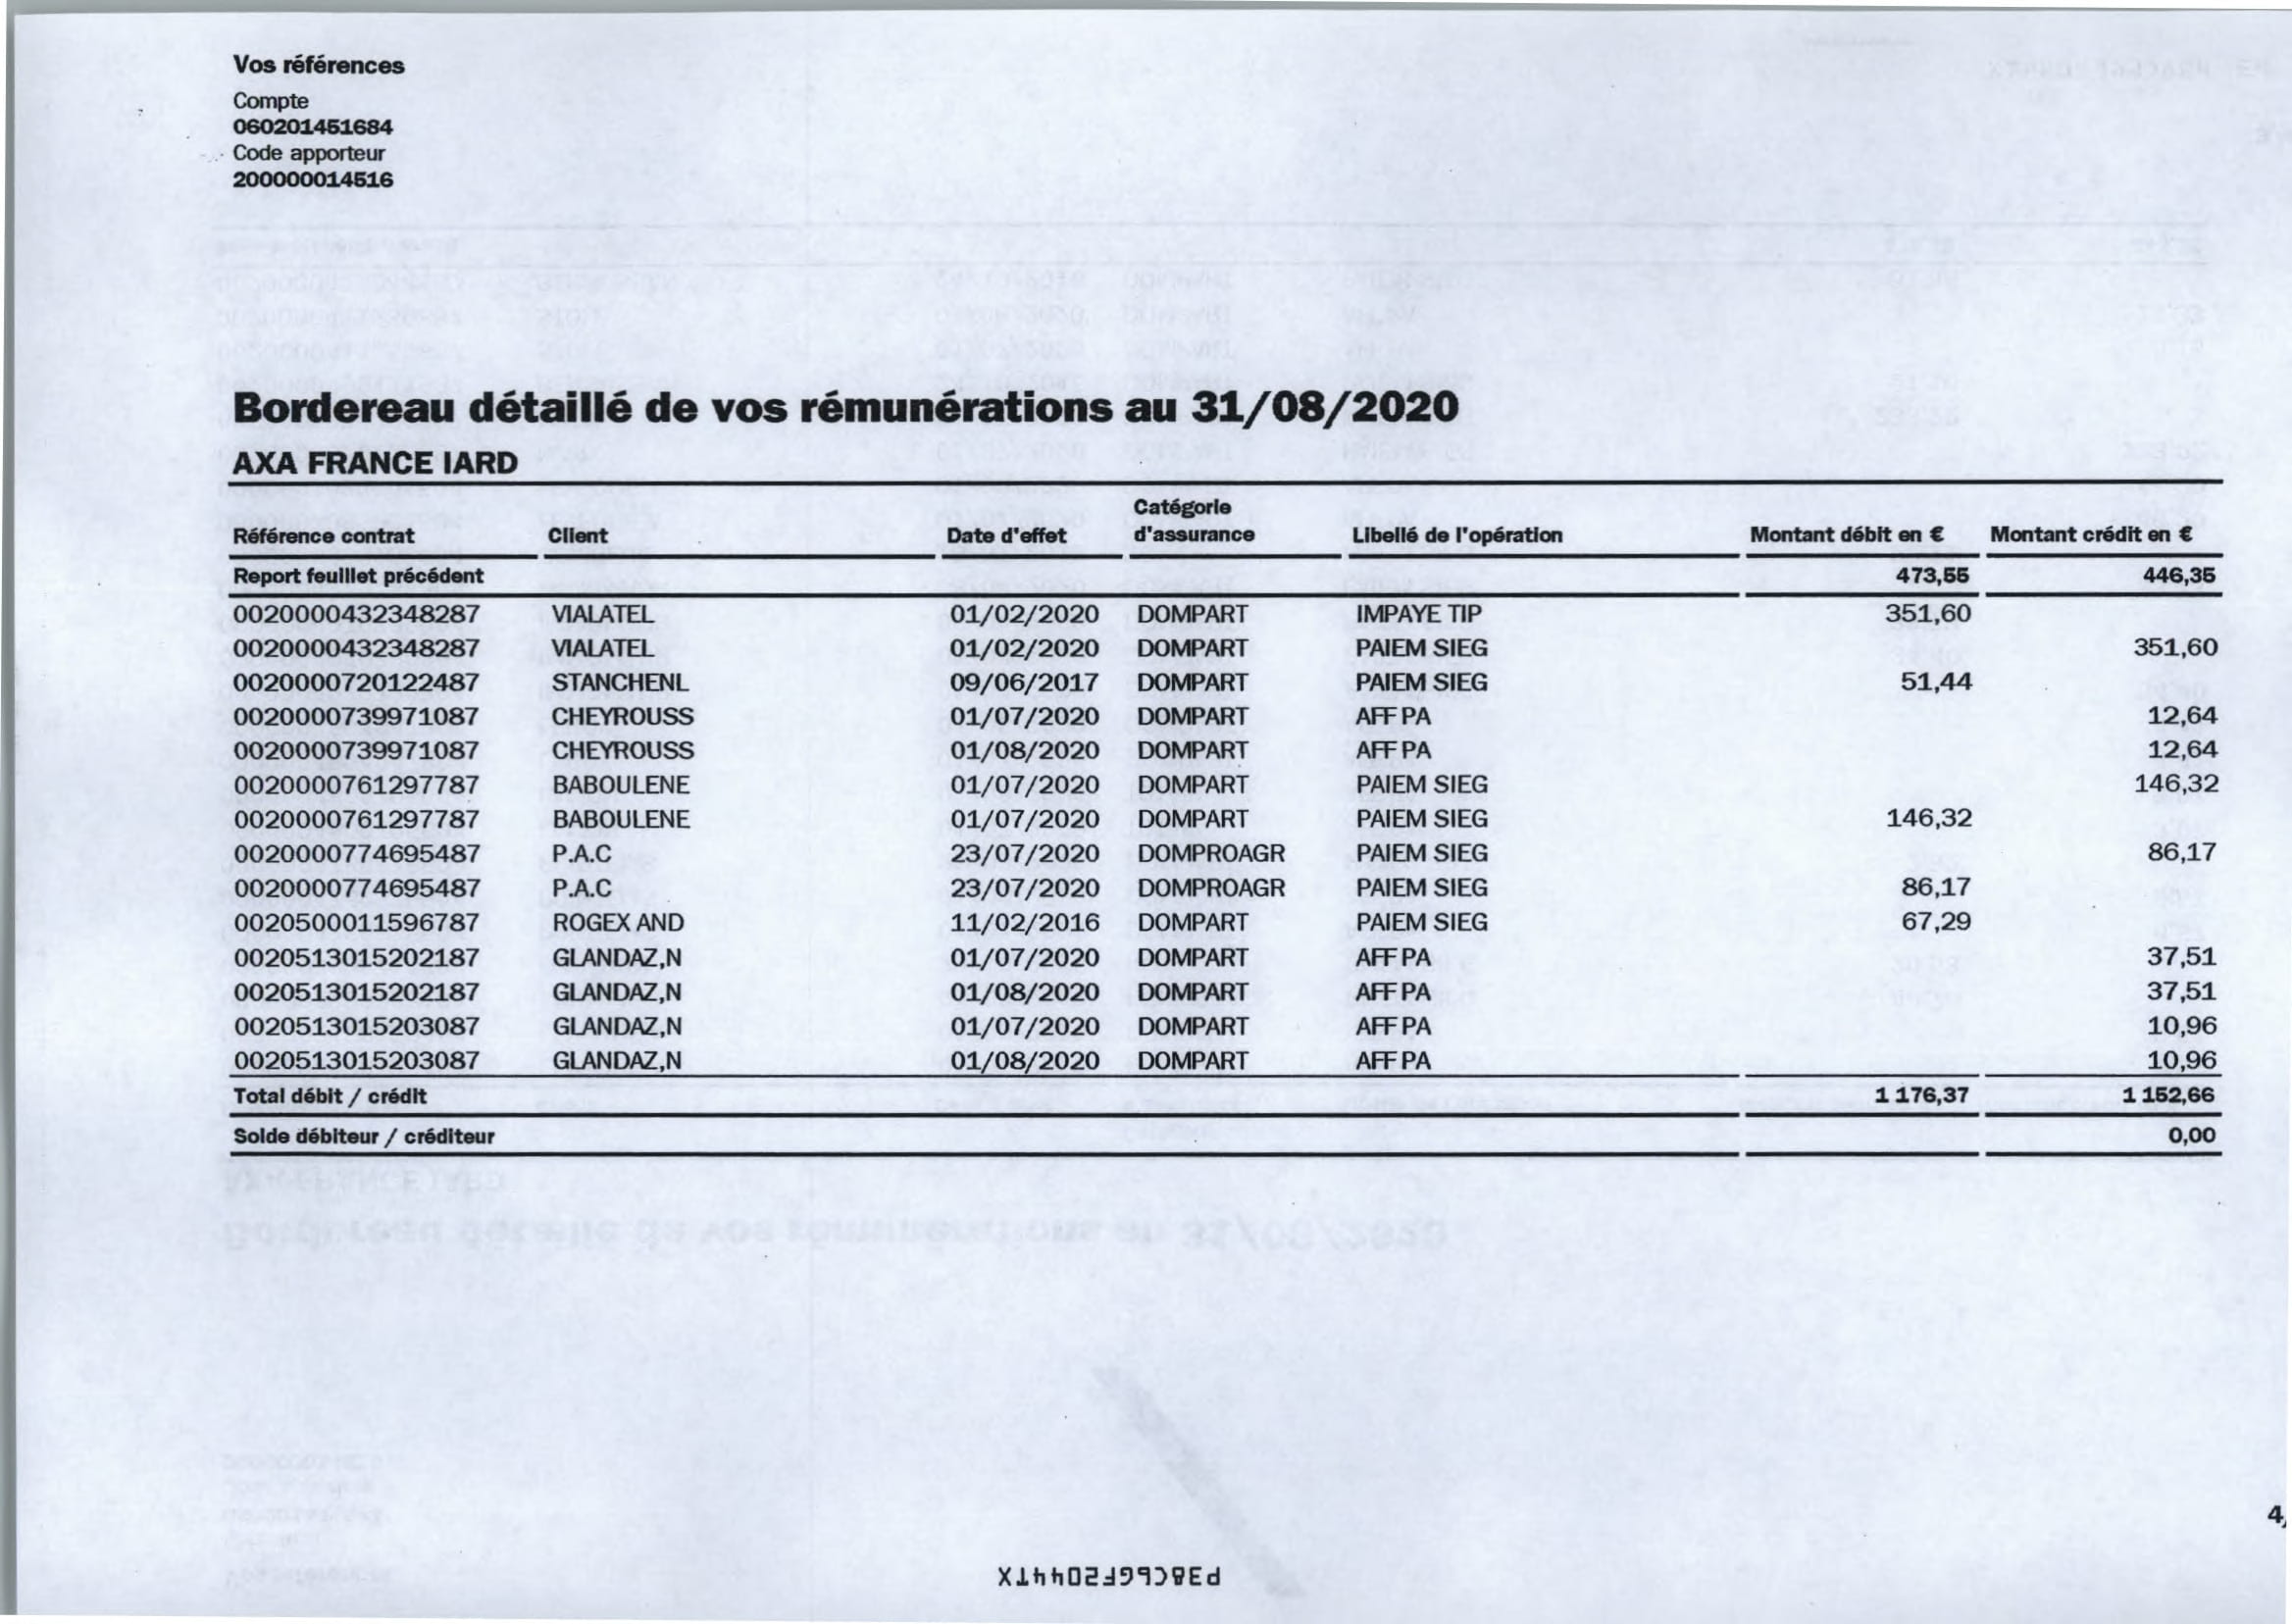 Vos références
Compte
060201451684
Code apporteur
200000014516
Bordereau détaillé de vos rémunérations au 31/08/2020
AXA FRANCE IARD
Référence contrat Client Date d'effet Catégorie d'assurance Libellé de l'opération Montant débit en € Montant crédit en €
Report feuillet précédent 473,55 446,35
0020000432348287 VIALATEL 01/02/2020 DOMPART IMPAYE TIP 351,60
0020000432348287 VIALATEL 01/02/2020 DOMPART PAIEM SIEG 351,60
0020000720122487 STANCHENL 09/06/2017 DOMPART PAIEM SIEG 51,44
0020000739971087 CHEYROUSS 01/07/2020 DOMPART AFF PA 12,64
0020000739971087 CHEYROUSS 01/08/2020 DOMPART AFF PA 12,64
0020000761297787 BABOULENE 01/07/2020 DOMPART PAIEM SIEG 146,32
0020000761297787 BABOULENE 01/07/2020 DOMPART PAIEM SIEG 146,32
0020000774695487 P.A.C 23/07/2020 DOMPROAGR PAIEM SIEG 86,17
0020000774695487 P.A.C 23/07/2020 DOMPROAGR PAIEM SIEG 86,17
0020500011596787 ROGEX AND 11/02/2016 DOMPART PAIEM SIEG 67,29
0020513015202187 GLANDAZ,N 01/07/2020 DOMPART AFF PA 37,51
0020513015202187 GLANDAZ,N 01/08/2020 DOMPART AFF PA 37,51
0020513015203087 GLANDAZ,N 01/07/2020 DOMPART AFF PA 10,96
0020513015203087 GLANDAZ,N 01/08/2020 DOMPART AFF PA 10,96
Total débit / crédit 1 176,37 1 152,66
Solde débiteur / créditeur 0,00
4
P38C6GF2044TX